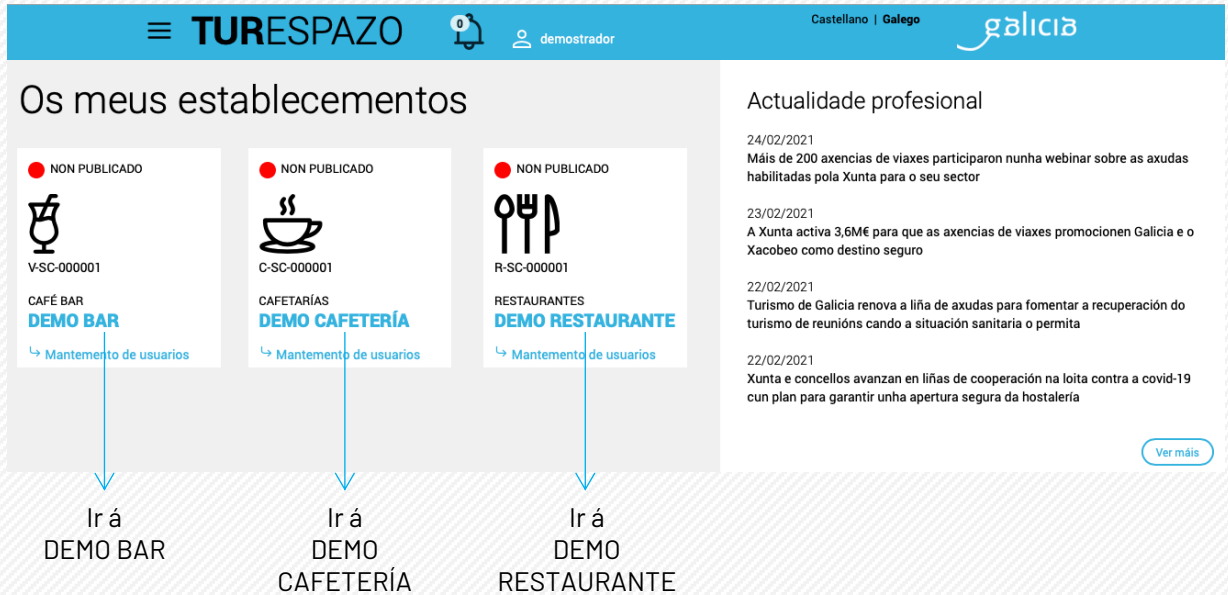 TURESPAZO
0
demostrador
Castellano | Galego
galicia
Os meus establecementos
NON PUBLICADO
V-SC-000001
CAFÉ BAR
DEMO BAR
Mantemento de usuarios
NON PUBLICADO
C-SC-000001
CAFETARÍAS
DEMO CAFETERÍA
Mantemento de usuarios
NON PUBLICADO
R-SC-000001
RESTAURANTES
DEMO RESTAURANTE
Mantemento de usuarios
Actualidade profesional
24/02/2021
Máis de 200 axencias de viaxes participaron nunha webinar sobre as axudas
habilitadas pola Xunta para o seu sector
23/02/2021
A Xunta activa 3,6M€ para que as axencias de viaxes promocionen Galicia e o
Xacobeo como destino seguro
22/02/2021
Turismo de Galicia renova a liña de axudas para fomentar a recuperación do
turismo de reunións cando a situación sanitaria o permita
22/02/2021
Xunta e concellos avanzan en liñas de cooperación na loita contra a covid-19
cun plan para garantir unha apertura segura da hostalería
Ver máis
Ir á
DEMO BAR
Ir á
DEMO
CAFETERÍA
Ir á
DEMO
RESTAURANTE